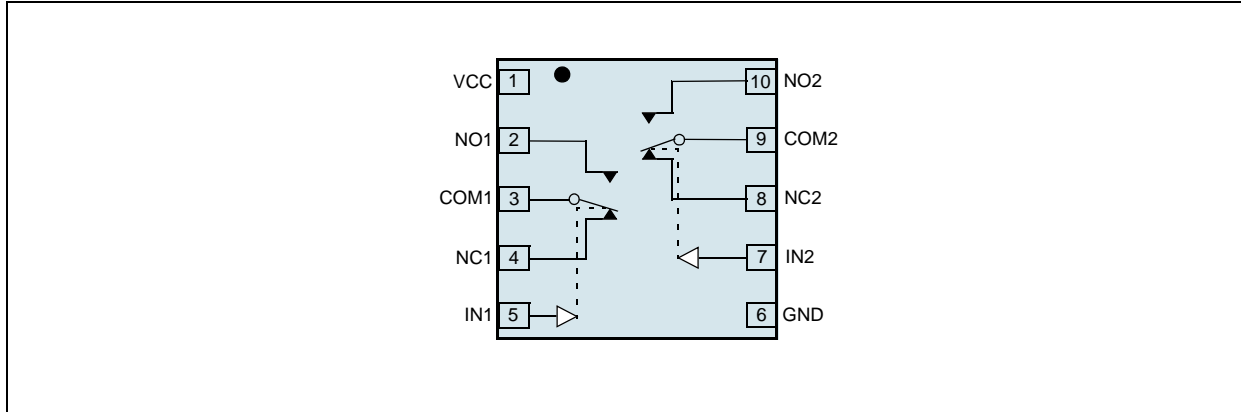 VCC 1
NO1 2
COM1 3
NC1 4
IN1 5
10 NO2
9 COM2
8 NC2
7 IN2
6 GND